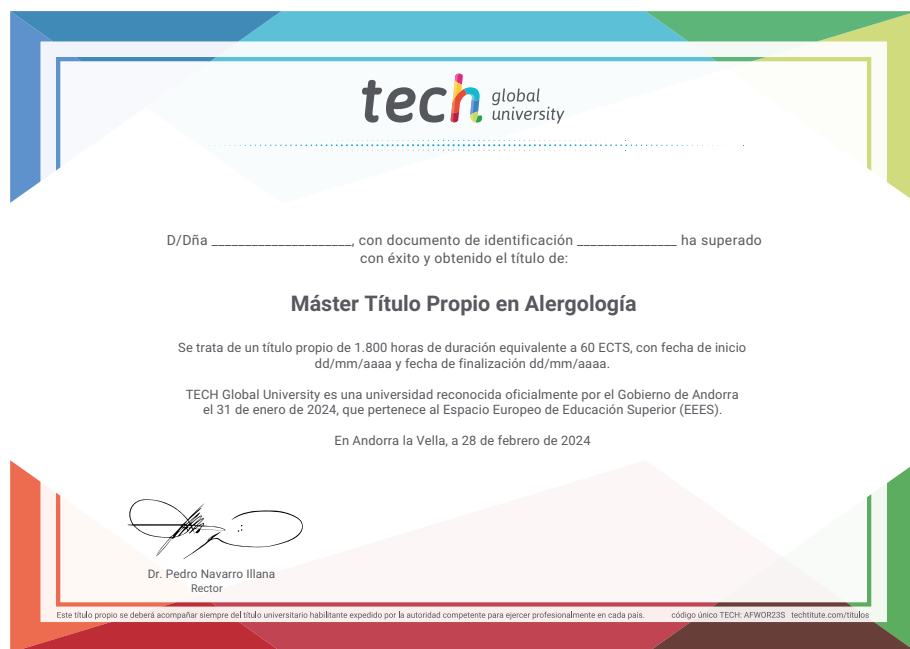 tech global university
D/Dña _____________________, con documento de identificación _______________ ha superado
con éxito y obtenido el título de:
Máster Título Propio en Alergología
Se trata de un título propio de 1.800 horas de duración equivalente a 60 ECTS, con fecha de inicio
dd/mm/aaaa y fecha de finalización dd/mm/aaaa.
TECH Global University es una universidad reconocida oficialmente por el Gobierno de Andorra
el 31 de enero de 2024, que pertenece al Espacio Europeo de Educación Superior (EEES).
En Andorra la Vella, a 28 de febrero de 2024
Dr. Pedro Navarro Illana
Rector
Este título propio se deberá acompañar siempre del título universitario habilitante expedido por la autoridad competente para ejercer profesionalmente en cada país. código único TECH: AFWOR23S techtitute.com/titulos